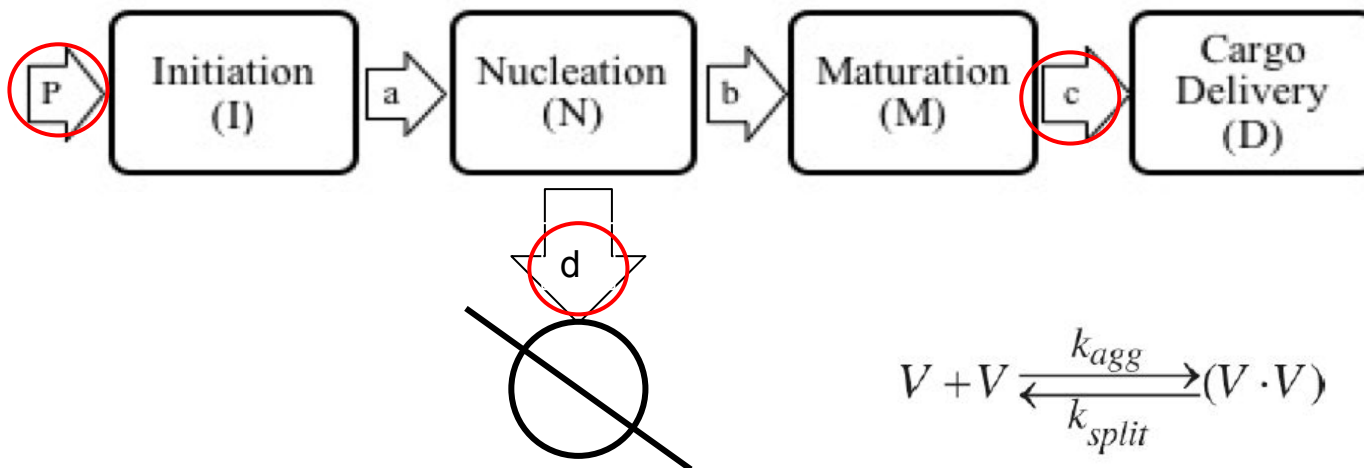 P
Initiation
(I)
a
Nucleation
(N)
b
Maturation
(M)
c
Cargo
Delivery
(D)
d
V + V k_agg k_split (V · V)